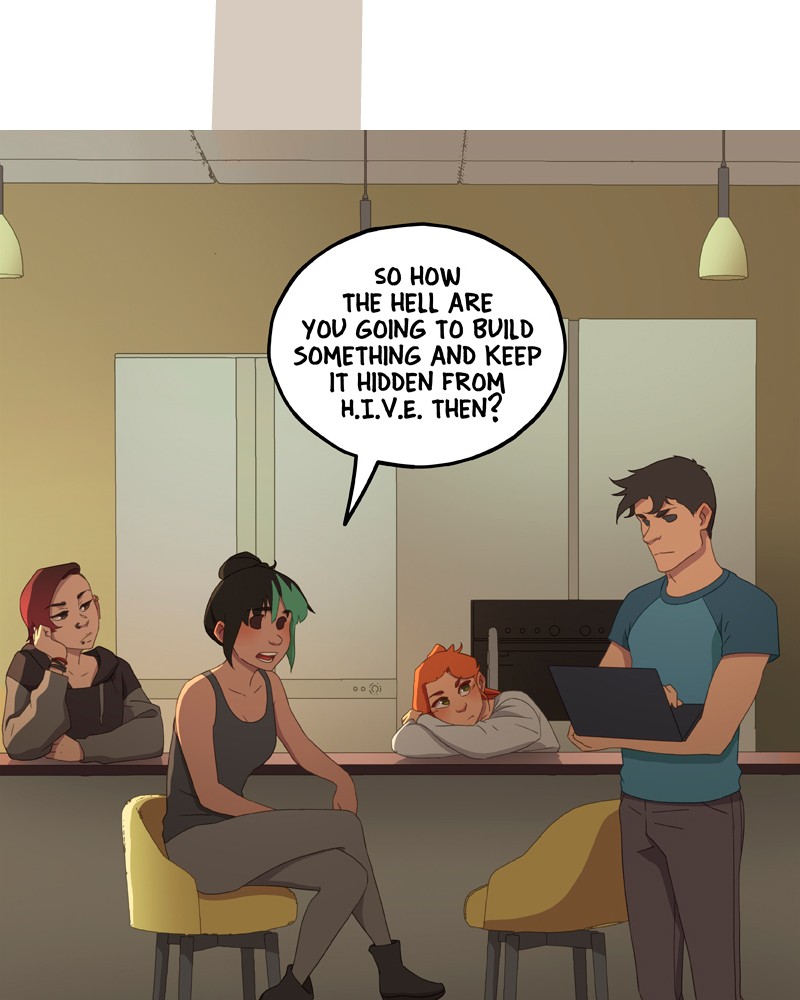 SO HOW
THE HELL ARE
YOU GOING TO BUILD
SOMETHING AND KEEP
IT HIDDEN FROM
H.I.V.E. THEN?